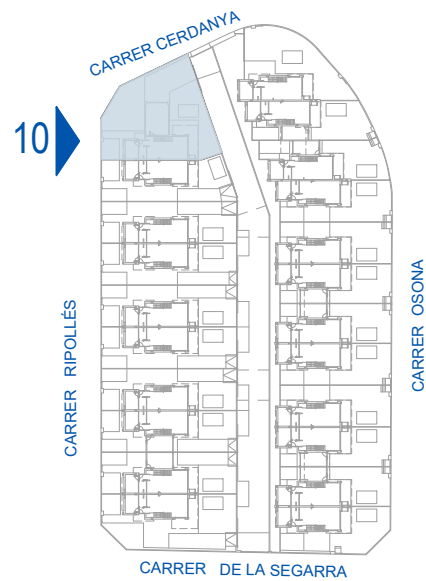 CARRER CERDANYA
10
CARRER RIPOLLÉS
CARRER OSONA
CARRER DE LA SEGARRA